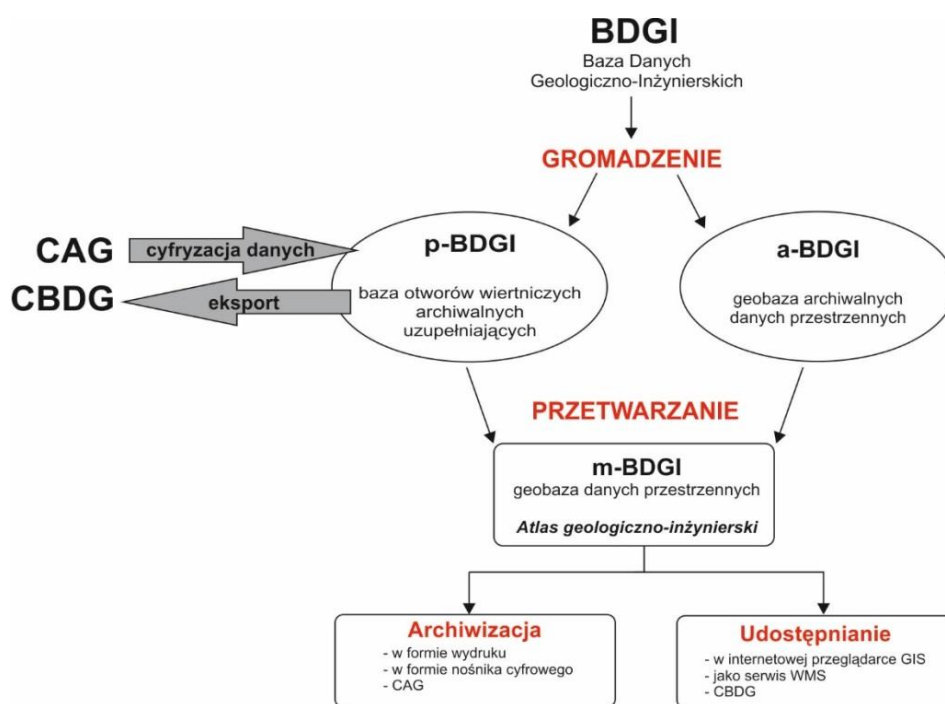 BDGI
Baza Danych
Geologiczno-Inżynierskich
GROMADZENIE
CAG
cyfryzacja danych
CBDG
eksport
p-BDGI
baza otworów wiertniczych
archiwalnych
uzupełniających
a-BDGI
geobaza archiwalnych
danych przestrzennych
PRZETWARZANIE
m-BDGI
geobaza danych przestrzennych
Atlas geologiczno-inżynierski
Archiwizacja
- w formie wydruku
- w formie nośnika cyfrowego
- CAG
Udostępnianie
- w internetowej przeglądarce GIS
- jako serwis WMS
- CBDG